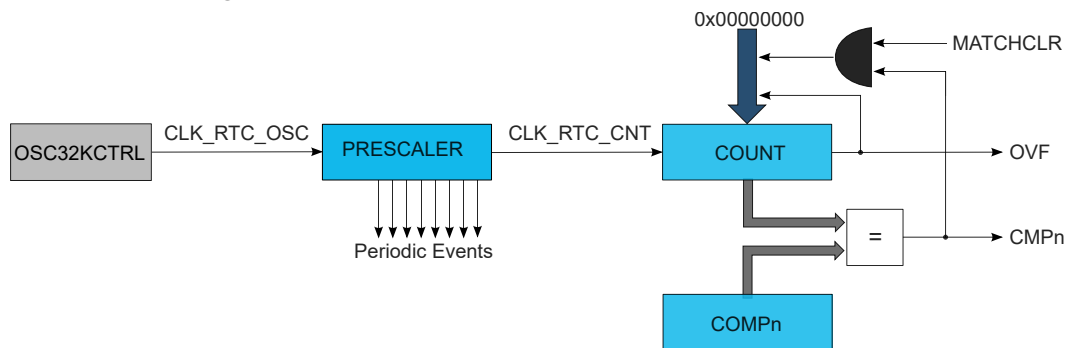 0x00000000
MATCHCLR
OSC32KCTRL
CLK_RTC_OSC
PRESCALER
CLK_RTC_CNT
COUNT
OVF
Periodic Events
=
CMPn
COMPn